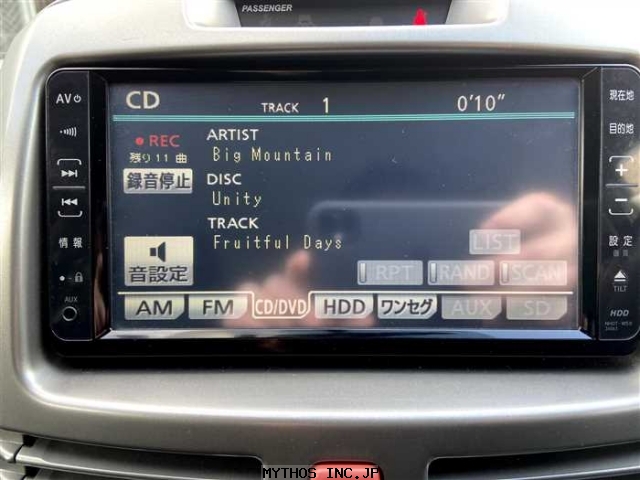 PASSENGER
AV
CD
TRACK 1 0'10"
現在地
目的地
● REC
残り 11 曲
録音停止
ARTIST
Big Mountain
DISC
Unity
TRACK
Fruitful Days
LIST
+
−
情報
設定
音設定
RPT RAND SCAN
TILT
AUX
AM FM CD/DVD HDD ワンセグ AUX SD
HDD
MYTHOS INC.JP